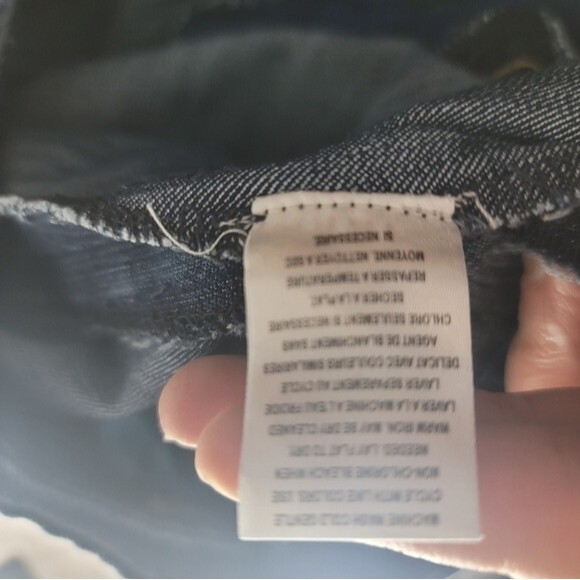 MACHINE WASH COLD GENTLE
CYCLE WITH LIKE COLORS. USE
NON-CHLORINE BLEACH WHEN
NEEDED. LAY FLAT TO DRY.
WARM IRON. MAY BE DRY CLEANED
LAVER A LA MACHINE A L'EAU FROIDE
LAVER SEPAREMENT AU CYCLE
DELICAT AVEC COULEURS SIMILAIRES
AGENT DE BLANCHIMENT SANS
CHLORE SEULEMENT SI NECESSAIRE
SECHER A LA PLAT.
REPASSER A TEMPERATURE
MOYENNE. NETTOYER A SEC
SI NECESSAIRE.